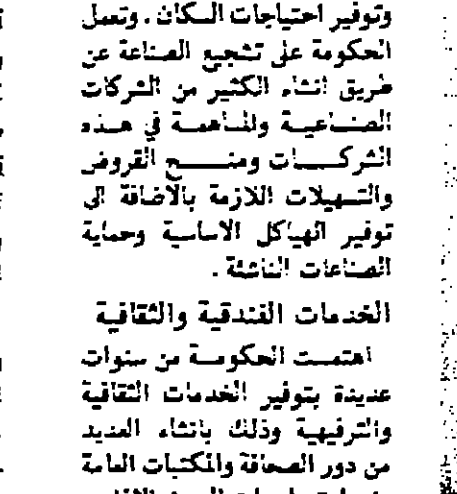 وتوفير احتياجات السكان . وتعمل
الحكومة على تشجيع الصناعة عن
طريق انشاء الكثير من الشركات
الصناعية والمساهمة في هذه
الشركات ومنح القروض
والتسهيلات اللازمة بالاضافة الى
توفير الهياكل الاساسية وحماية
الصناعات الناشئة .
الخدمات الفندقية والثقافية
اهتمت الحكومة من سنوات
عديدة بتوفير الخدمات الثقافية
والترفيهية وذلك بانشاء العديد
من دور الصحافة والمكتبات العامة